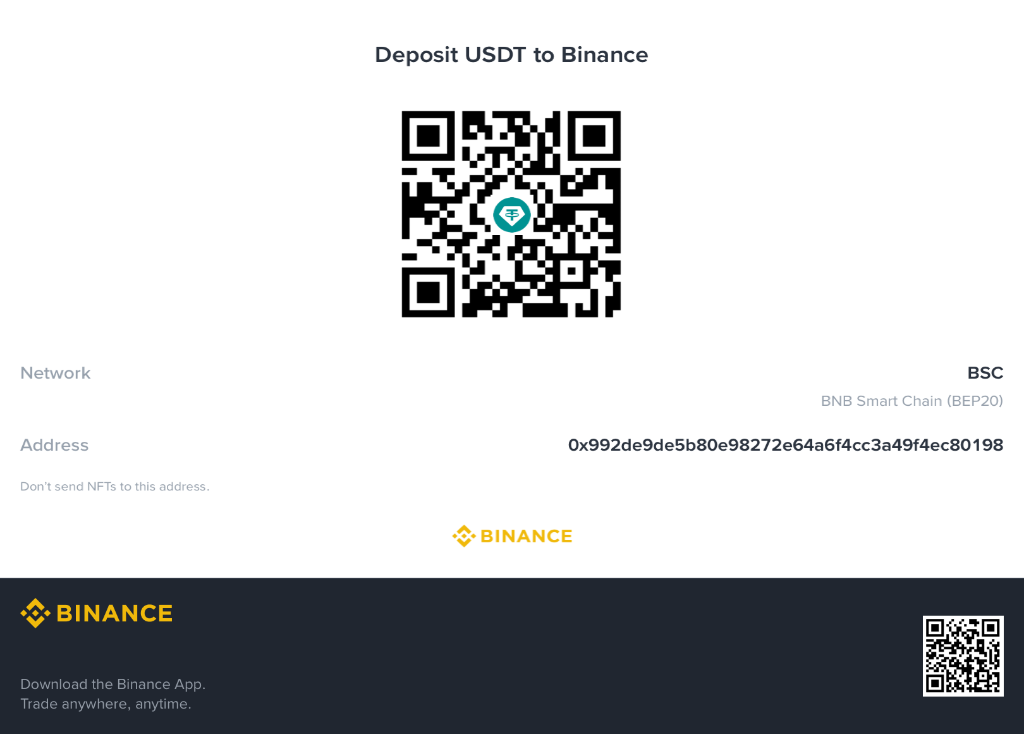 Deposit USDT to Binance
Network
BSC
BNB Smart Chain (BEP20)
Address
0x992de9de5b80e98272e64a6f4cc3a49f4ec80198
Don't send NFTs to this address.
BINANCE
BINANCE
Download the Binance App.
Trade anywhere, anytime.